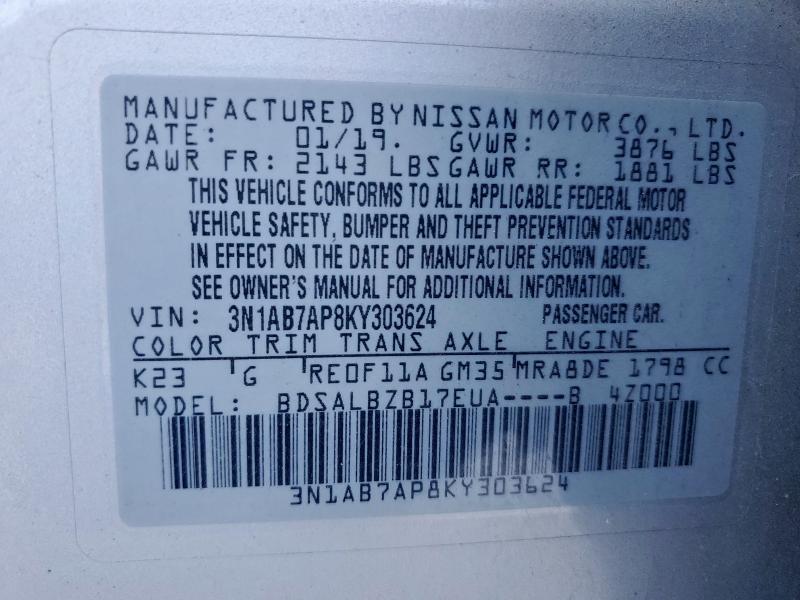 MANUFACTURED BY NISSAN MOTOR CO., LTD.
DATE: 01/19. GVWR: 3876 LBS
GAWR FR: 2143 LBS GAWR RR: 1881 LBS
THIS VEHICLE CONFORMS TO ALL APPLICABLE FEDERAL MOTOR
VEHICLE SAFETY, BUMPER AND THEFT PREVENTION STANDARDS
IN EFFECT ON THE DATE OF MANUFACTURE SHOWN ABOVE.
SEE OWNER'S MANUAL FOR ADDITIONAL INFORMATION.
VIN: 3N1AB7AP8KY303624 PASSENGER CAR.
COLOR TRIM TRANS AXLE ENGINE
K23 G RE0F11A GM35 MRA8DE 1798 CC
MODEL: BDSALBZB17EUA----B 4Z000
3N1AB7AP8KY303624